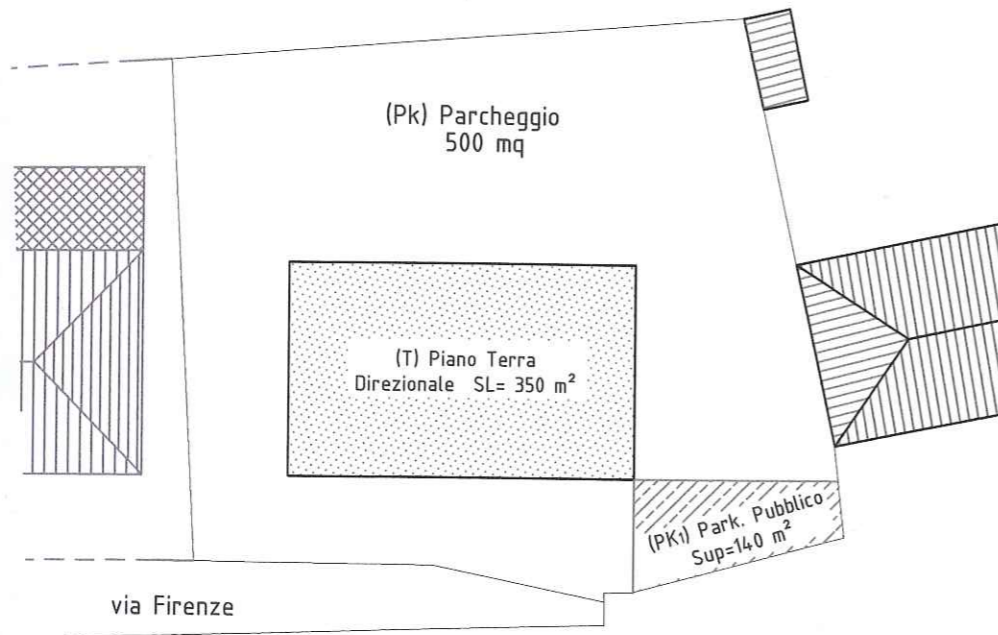 (Pk) Parcheggio
500 mq
(T) Piano Terra
Direzionale SL= 350 m²
(PK₁) Park. Pubblico
Sup=140 m²
via Firenze